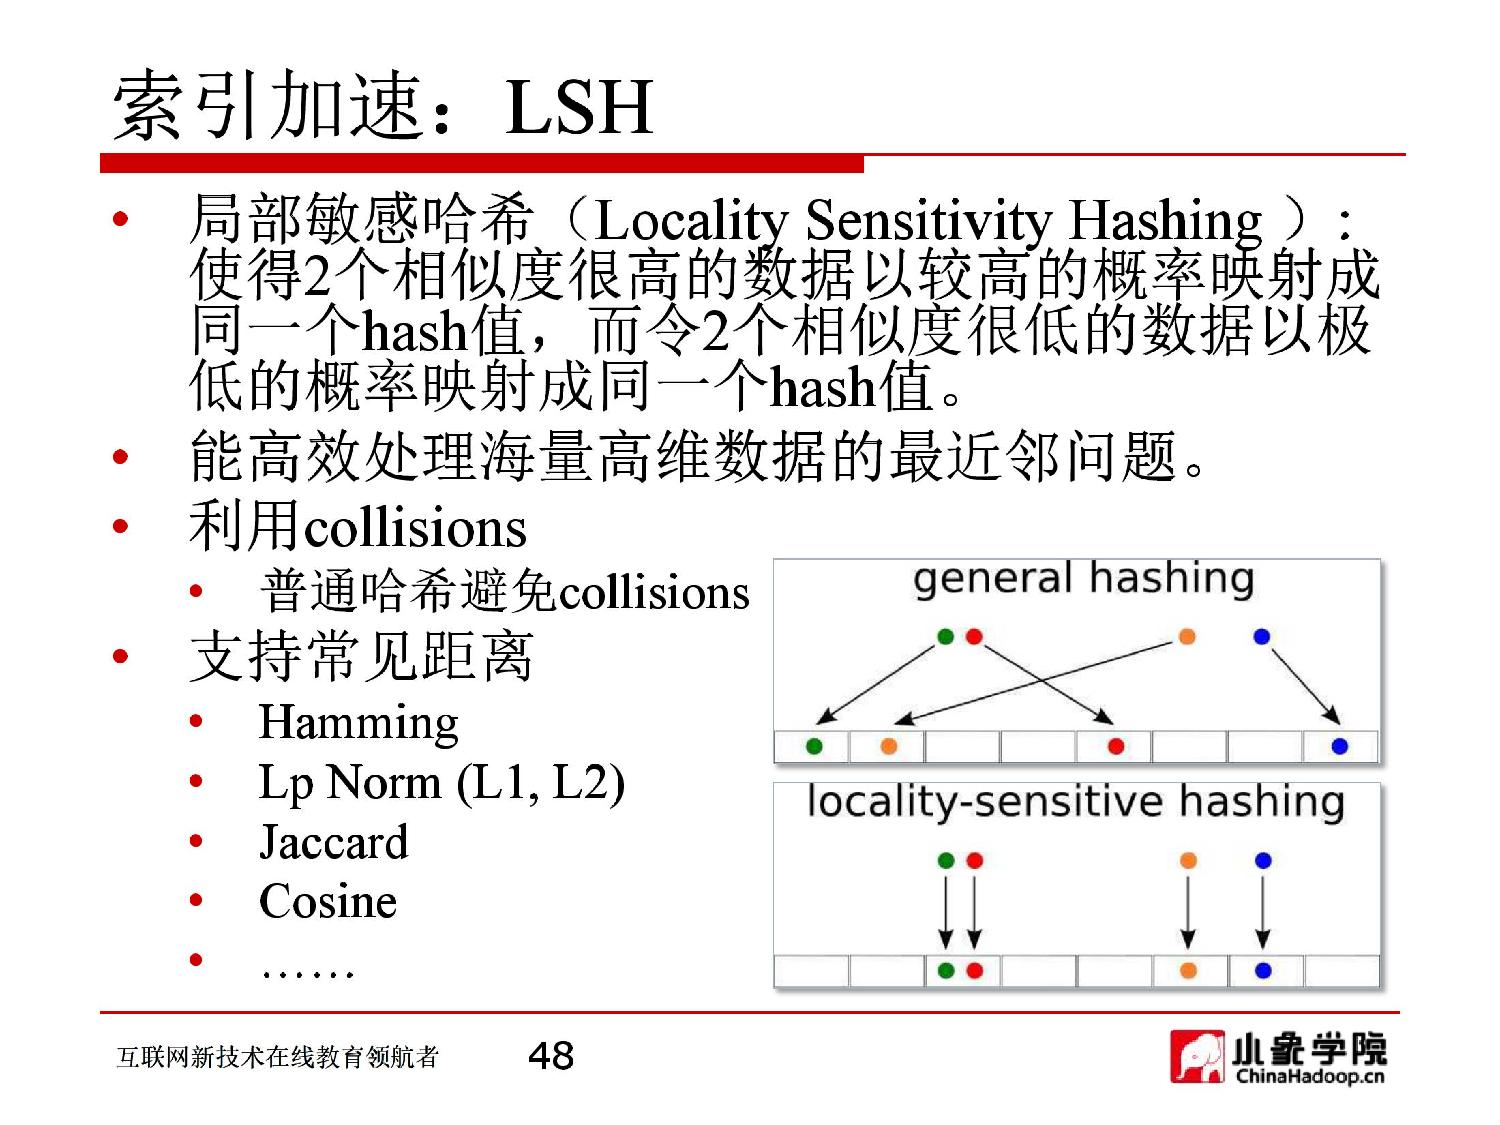 索引加速：LSH
• 局部敏感哈希（Locality Sensitivity Hashing ）:
使得2个相似度很高的数据以较高的概率映射成
同一个hash值，而令2个相似度很低的数据以极
低的概率映射成同一个hash值。
• 能高效处理海量高维数据的最近邻问题。
• 利用collisions
• 普通哈希避免collisions
• 支持常见距离
• Hamming
• Lp Norm (L1, L2)
• Jaccard
• Cosine
• ……
general hashing
locality-sensitive hashing
互联网新技术在线教育领航者
48
小象学院
ChinaHadoop.cn